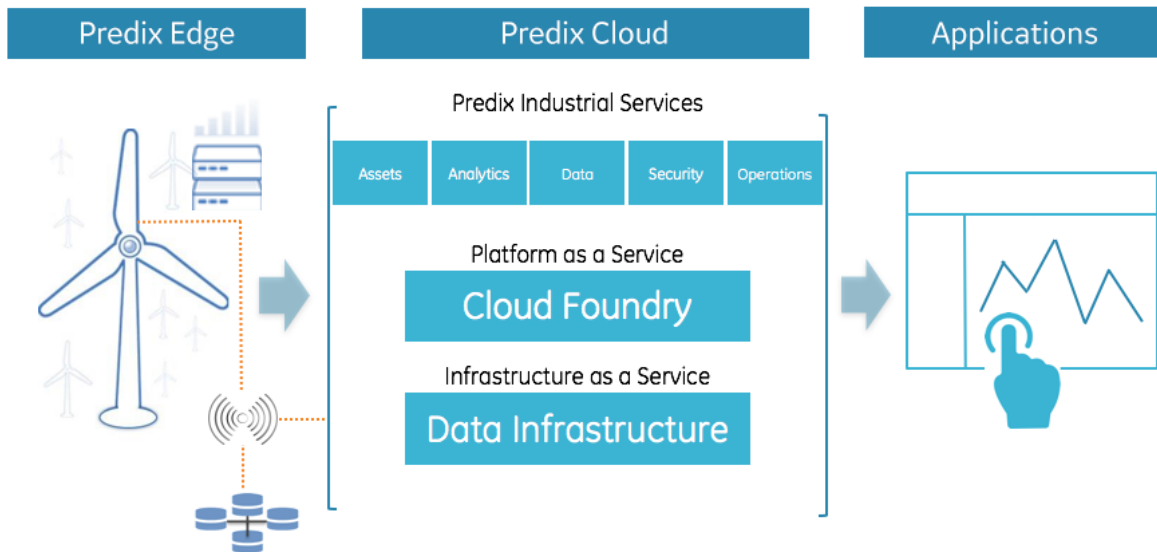 Predix Edge
Predix Cloud
Applications
Predix Industrial Services
Assets
Analytics
Data
Security
Operations
Platform as a Service
Cloud Foundry
Infrastructure as a Service
Data Infrastructure